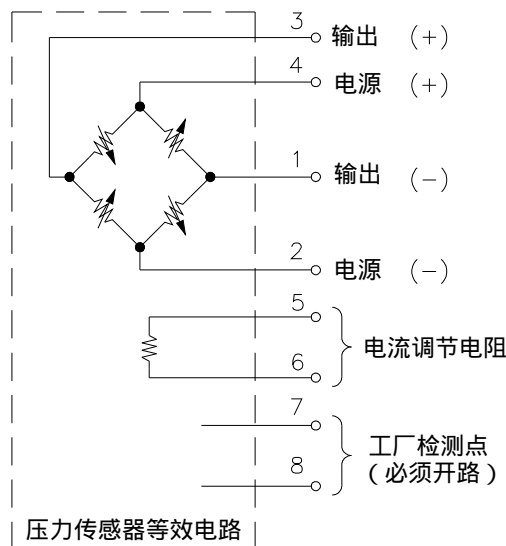 3 输出 (+)
4 电源 (+)
1 输出 (-)
2 电源 (-)
5
电流调节电阻
6
7
工厂检测点
8 (必须开路)
压力传感器等效电路